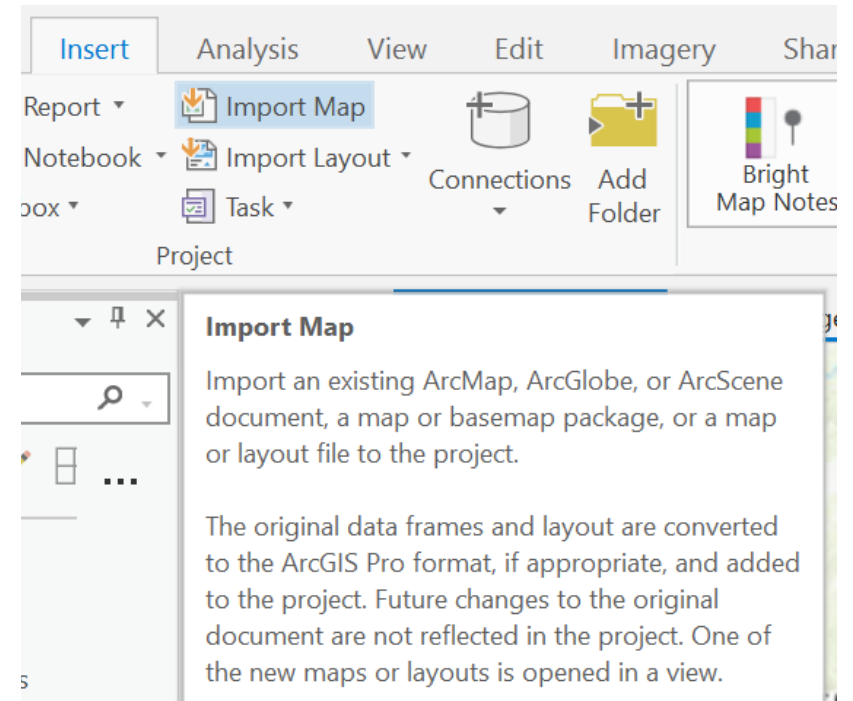 Insert Analysis View Edit Imagery Shar
Report Import Map
Notebook Import Layout
box Task
Connections
Add
Folder
Bright
Map Notes
Project
ge
Import Map
Import an existing ArcMap, ArcGlobe, or ArcScene
document, a map or basemap package, or a map
or layout file to the project.
The original data frames and layout are converted
to the ArcGIS Pro format, if appropriate, and added
to the project. Future changes to the original
document are not reflected in the project. One of
the new maps or layouts is opened in a view.
s